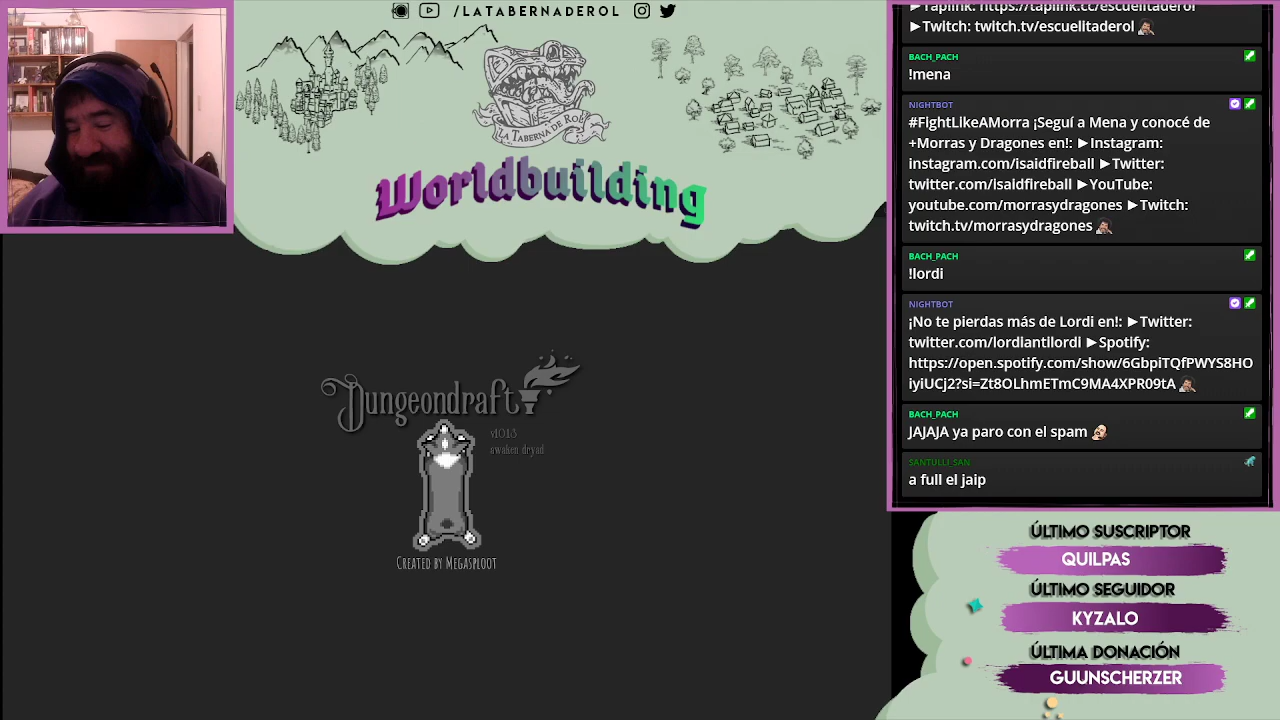 /LATABERNADEROL
LA TABERNA DE ROL
Worldbuilding
Dungeondraft
v1.0.1.3
awaken dryad
CREATED BY MEGASPLOOT
►Taplink: https://taplink.cc/escuelitaderol
►Twitch: twitch.tv/escuelitaderol
BACH_PACH
!mena
NIGHTBOT
#FightLikeAMorra ¡Seguí a Mena y conocé de
+Morras y Dragones en!: ►Instagram:
instagram.com/isaidfireball ►Twitter:
twitter.com/Isaidfireball ►YouTube:
youtube.com/morrasydragones ►Twitch:
twitch.tv/morrasydragones
BACH_PACH
!lordi
NIGHTBOT
¡No te pierdas más de Lordi en!: ►Twitter:
twitter.com/lordiantilordi ►Spotify:
https://open.spotify.com/show/6GbpiTQfPWYS8HO
iyiUCj2?si=Zt8OLhmETmC9MA4XPR09tA
BACH_PACH
JAJAJA ya paro con el spam
SANTULLI_SAN
a full el jaip
ÚLTIMO SUSCRIPTOR
QUILPAS
ÚLTIMO SEGUIDOR
KYZALO
ÚLTIMA DONACIÓN
GUUNSCHERZER